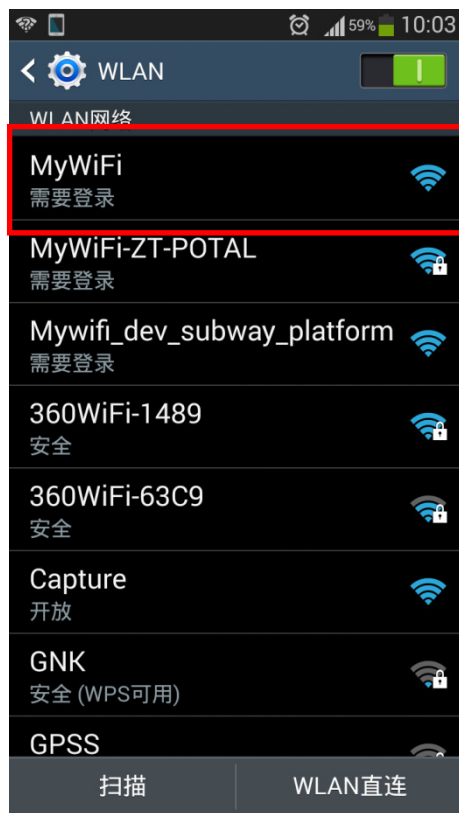 59% 10:03
WLAN
WLAN网络
MyWiFi
需要登录
MyWiFi-ZT-POTAL
需要登录
Mywifi_dev_subway_platform
需要登录
360WiFi-1489
安全
360WiFi-63C9
安全
Capture
开放
GNK
安全 (WPS可用)
GPSS
扫描 WLAN直连